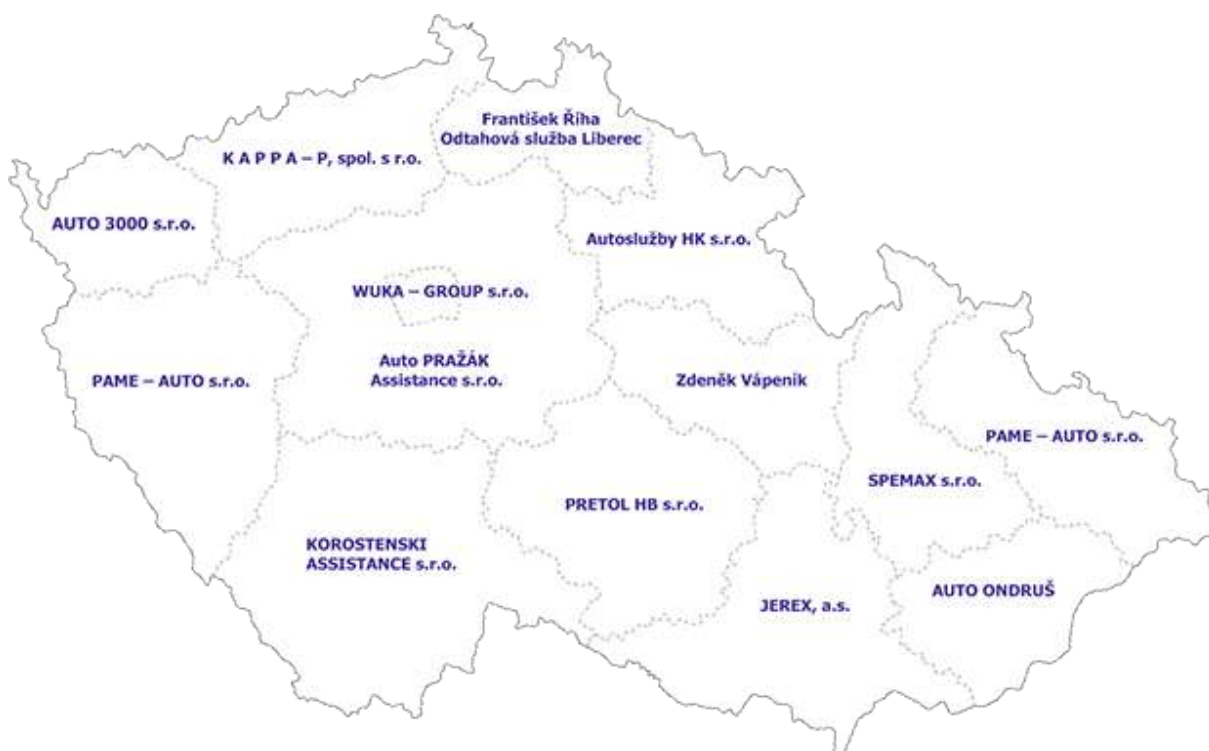 František Říha
Odtahová služba Liberec
K A P P A – P, spol. s r.o.
AUTO 3000 s.r.o.
Autoslužby HK s.r.o.
WUKA – GROUP s.r.o.
Auto PRAŽÁK
Assistance s.r.o.
PAME – AUTO s.r.o.
Zdeněk Vápeník
PAME – AUTO s.r.o.
SPEMAX s.r.o.
PRETOL HB s.r.o.
KOROSTENSKI
ASSISTANCE s.r.o.
AUTO ONDRUŠ
JEREX, a.s.